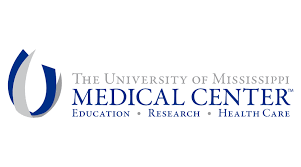 THE UNIVERSITY OF MISSISSIPPI
MEDICAL CENTER™
EDUCATION • RESEARCH • HEALTH CARE